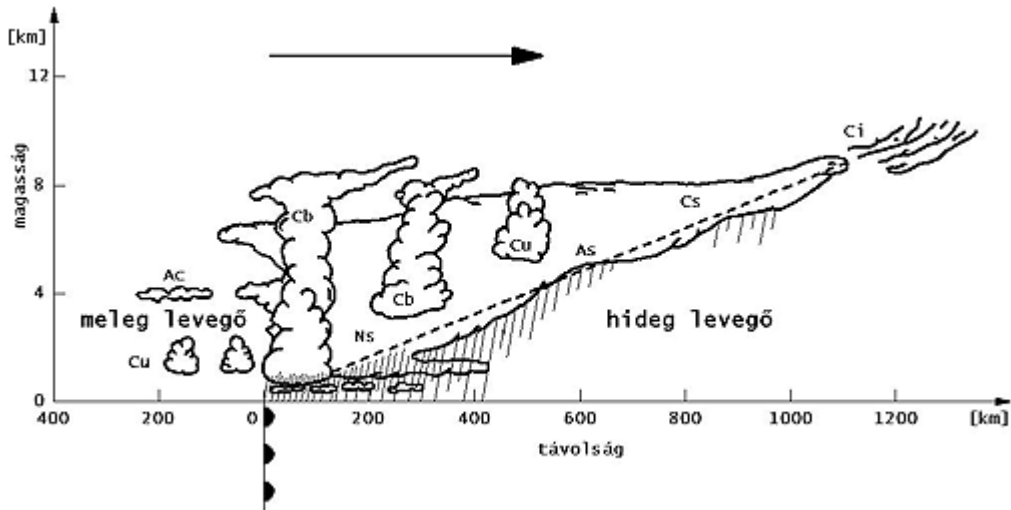 [km]
12
Ci
magasság
8
Cb
Cs
Cu
As
Ac
Cb
4
meleg levegő
hideg levegő
Ns
Cu
0
400
200
0
200
400
600
800
1000
1200
[km]
távolság